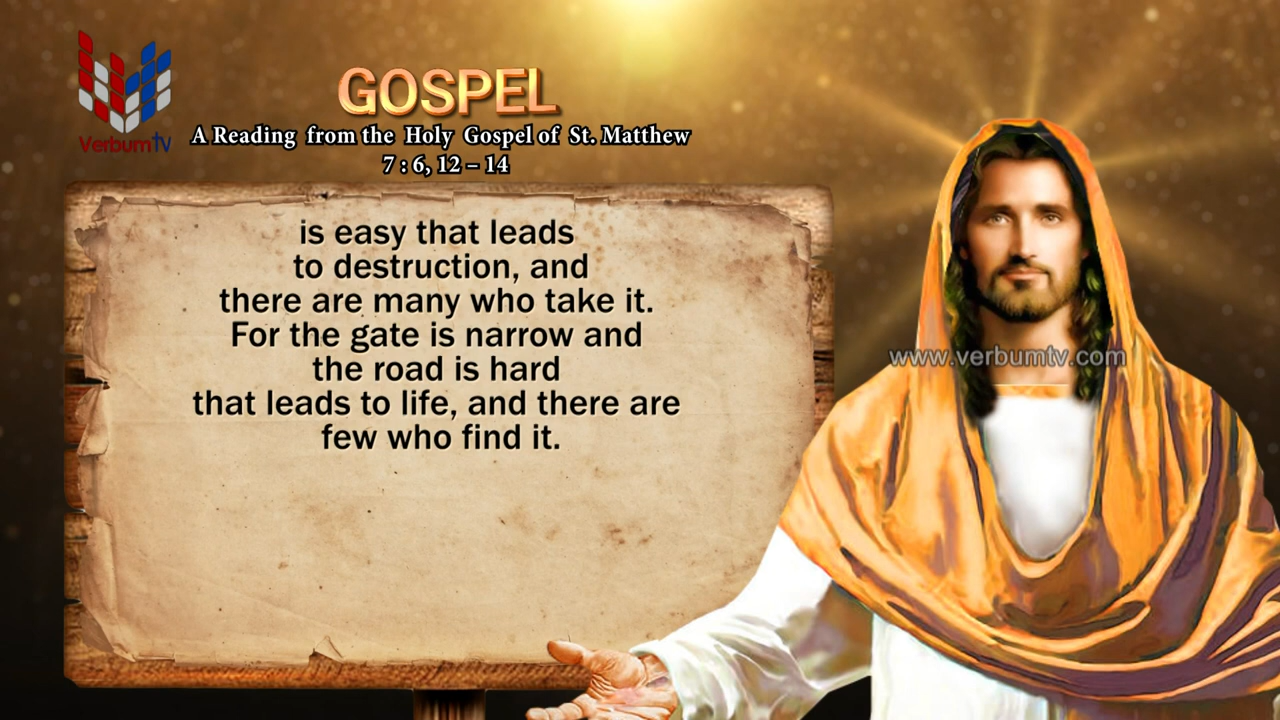 VerbumTV
GOSPEL
A Reading from the Holy Gospel of St. Matthew
7 : 6, 12 – 14
is easy that leads
to destruction, and
there are many who take it.
For the gate is narrow and
the road is hard
that leads to life, and there are
few who find it.
www.verbumtv.com